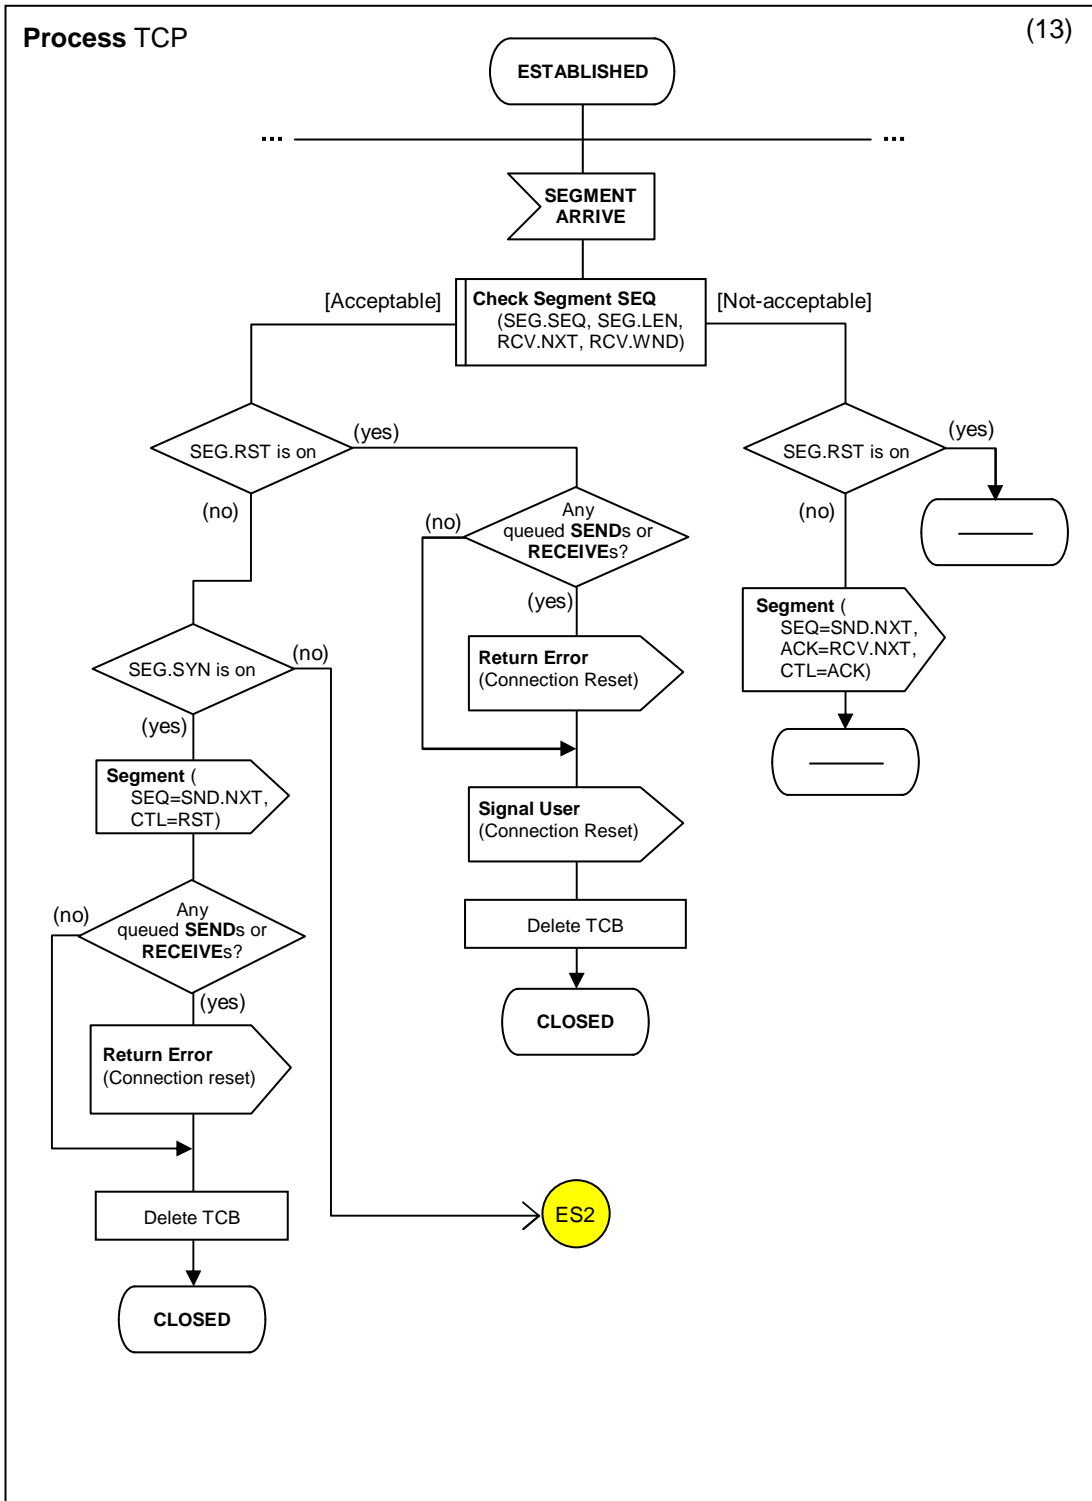 Process TCP
(13)
ESTABLISHED
...
...
SEGMENT
ARRIVE
[Acceptable]
Check Segment SEQ
(SEG.SEQ, SEG.LEN,
RCV.NXT, RCV.WND)
[Not-acceptable]
SEG.RST is on
(yes)
(no)
SEG.RST is on
(yes)
(no)
Any
queued SENDs or
RECEIVEs?
(no)
(yes)
Segment (
SEQ=SND.NXT,
ACK=RCV.NXT,
CTL=ACK)
SEG.SYN is on
(no)
(yes)
Return Error
(Connection Reset)
Segment (
SEQ=SND.NXT,
CTL=RST)
Signal User
(Connection Reset)
Any
queued SENDs or
RECEIVEs?
(no)
(yes)
Delete TCB
CLOSED
Return Error
(Connection reset)
Delete TCB
ES2
CLOSED